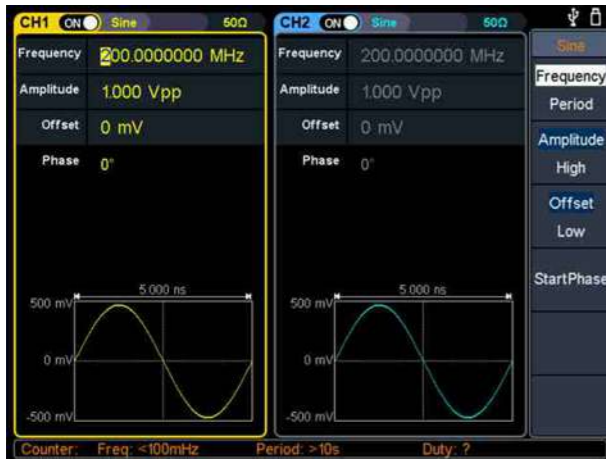 CH1 ON Sine 50Ω
Frequency 200.0000000 MHz
Amplitude 1.000 Vpp
Offset 0 mV
Phase 0°
5.000 ns
500 mV
0 mV
-500 mV
CH2 ON Sine 50Ω
Frequency 200.0000000 MHz
Amplitude 1.000 Vpp
Offset 0 mV
Phase 0°
5.000 ns
500 mV
0 mV
-500 mV
Sine
Frequency
Period
Amplitude
High
Offset
Low
StartPhase
Counter: Freq: <100mHz Period: >10s Duty: ?